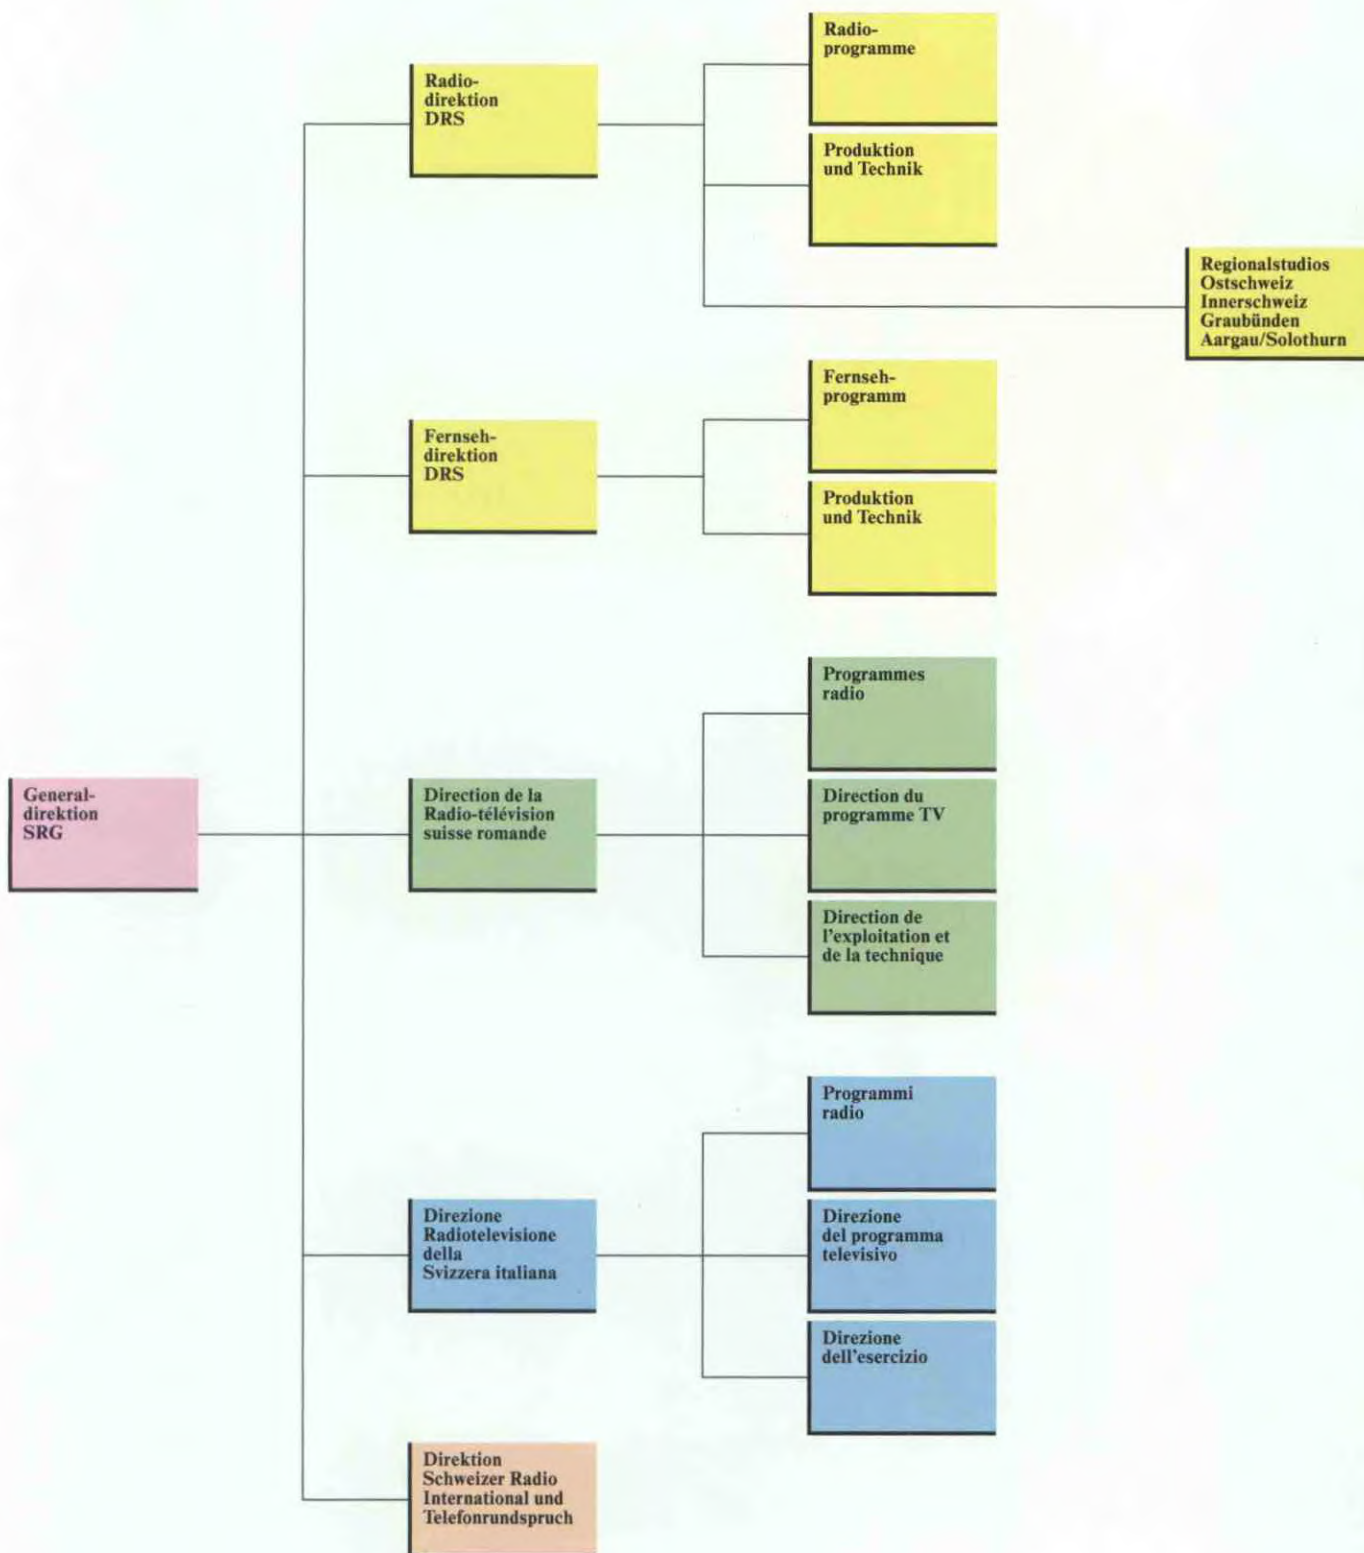 General-
direktion
SRG
Radio-
direktion
DRS
Radio-
programme
Produktion
und Technik
Regionalstudios
Ostschweiz
Innerschweiz
Graubünden
Aargau/Solothurn
Fernseh-
direktion
DRS
Fernseh-
programm
Produktion
und Technik
Direction de la
Radio-télévision
suisse romande
Programmes
radio
Direction du
programme TV
Direction de
l'exploitation et
de la technique
Direzione
Radiotelevisione
della
Svizzera italiana
Programmi
radio
Direzione
del programma
televisivo
Direzione
dell'esercizio
Direktion
Schweizer Radio
International und
Telefonrundspruch